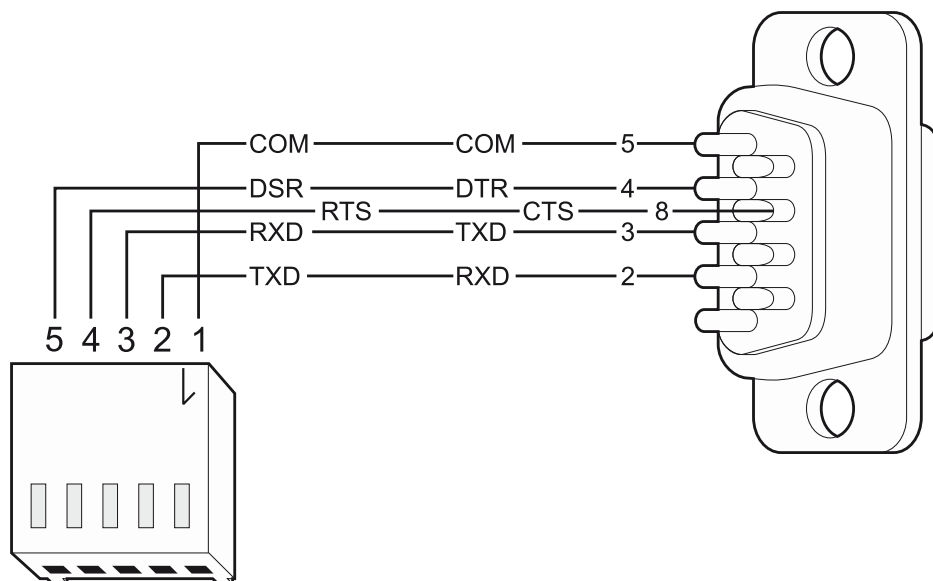 COM COM 5
DSR DTR 4
RTS CTS 8
RXD TXD 3
TXD RXD 2
5 4 3 2 1